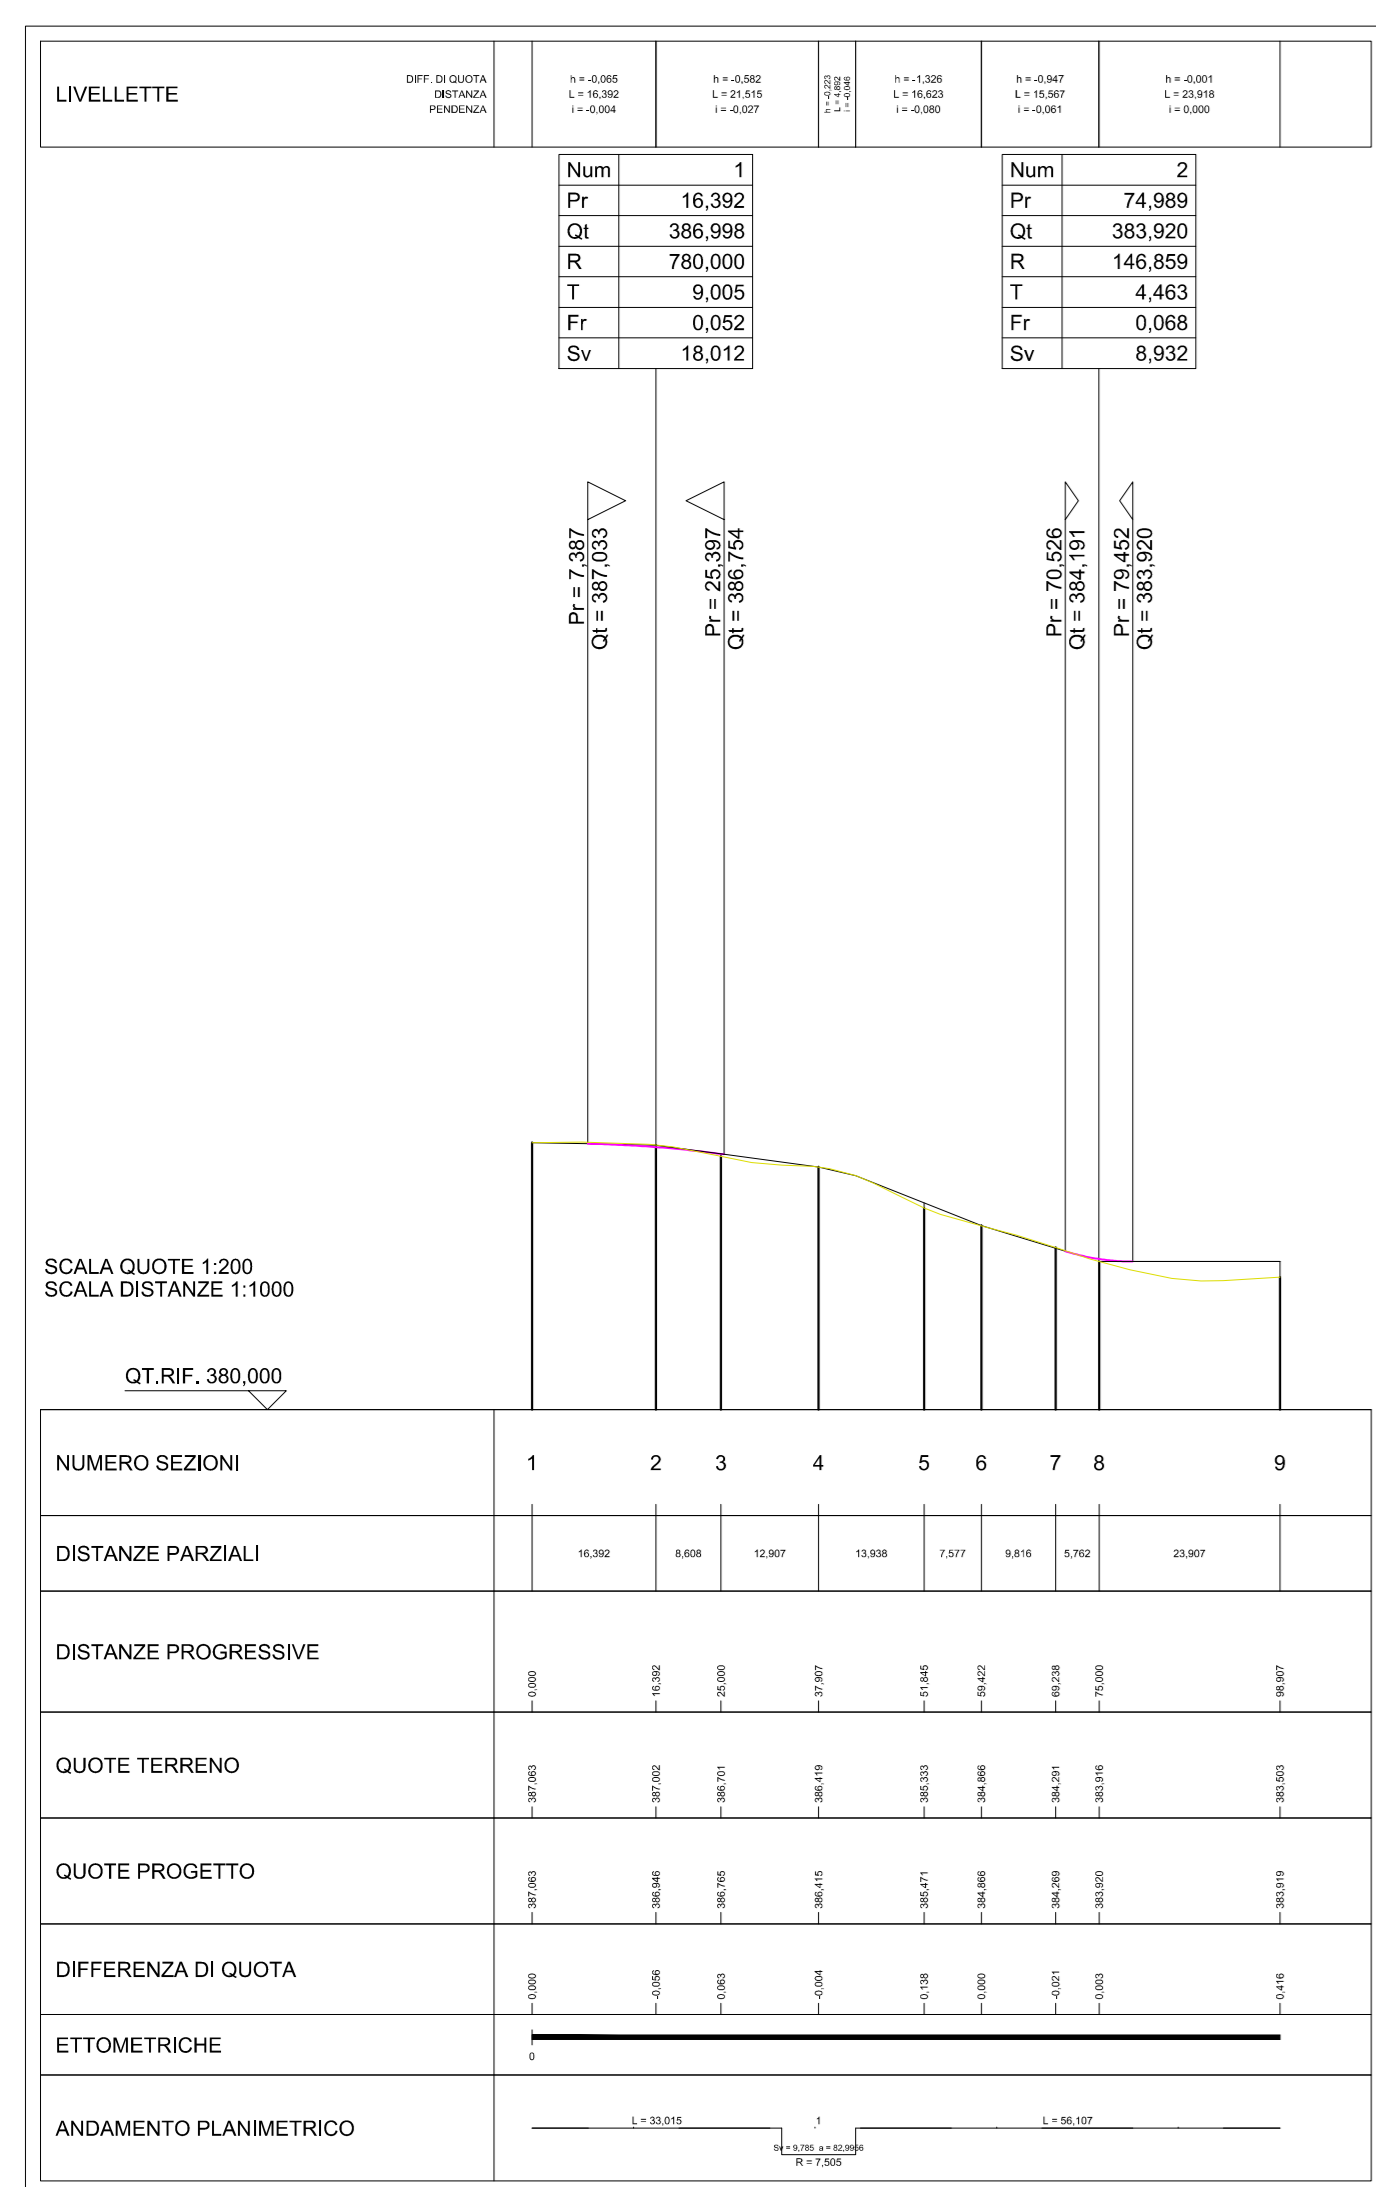 LIVELLETTE
DIFF. DI QUOTA
DISTANZA
PENDENZA
h = -0,065
L = 16,392
i = -0,004
h = -0,582
L = 21,515
i = -0,027
h = -0,223
L = 4,892
i = -0,046
h = -1,326
L = 16,623
i = -0,080
h = -0,947
L = 15,567
i = -0,061
h = -0,001
L = 23,918
i = 0,000
Num 1
Pr 16,392
Qt 386,998
R 780,000
T 9,005
Fr 0,052
Sv 18,012
Num 2
Pr 74,989
Qt 383,920
R 146,859
T 4,463
Fr 0,068
Sv 8,932
Pr = 7,387
Qt = 387,033
Pr = 25,397
Qt = 386,754
Pr = 70,526
Qt = 384,191
Pr = 79,452
Qt = 383,920
SCALA QUOTE 1:200
SCALA DISTANZE 1:1000
QT.RIF. 380,000
NUMERO SEZIONI 1 2 3 4 5 6 7 8 9
DISTANZE PARZIALI 16,392 8,608 12,907 13,938 7,577 9,816 5,762 23,907
DISTANZE PROGRESSIVE 0,000 16,392 25,000 37,907 51,845 59,422 69,238 75,000 98,907
QUOTE TERRENO 387,063 387,002 386,701 386,419 385,333 384,866 384,291 383,916 383,503
QUOTE PROGETTO 387,063 386,946 386,765 386,415 385,471 384,866 384,269 383,920 383,919
DIFFERENZA DI QUOTA 0,000 -0,056 0,063 -0,004 0,138 0,000 -0,021 0,003 0,416
ETTOMETRICHE
0
ANDAMENTO PLANIMETRICO
L = 33,015
1
L = 56,107
Sv = 9,785 a = 82,9966
R = 7,505